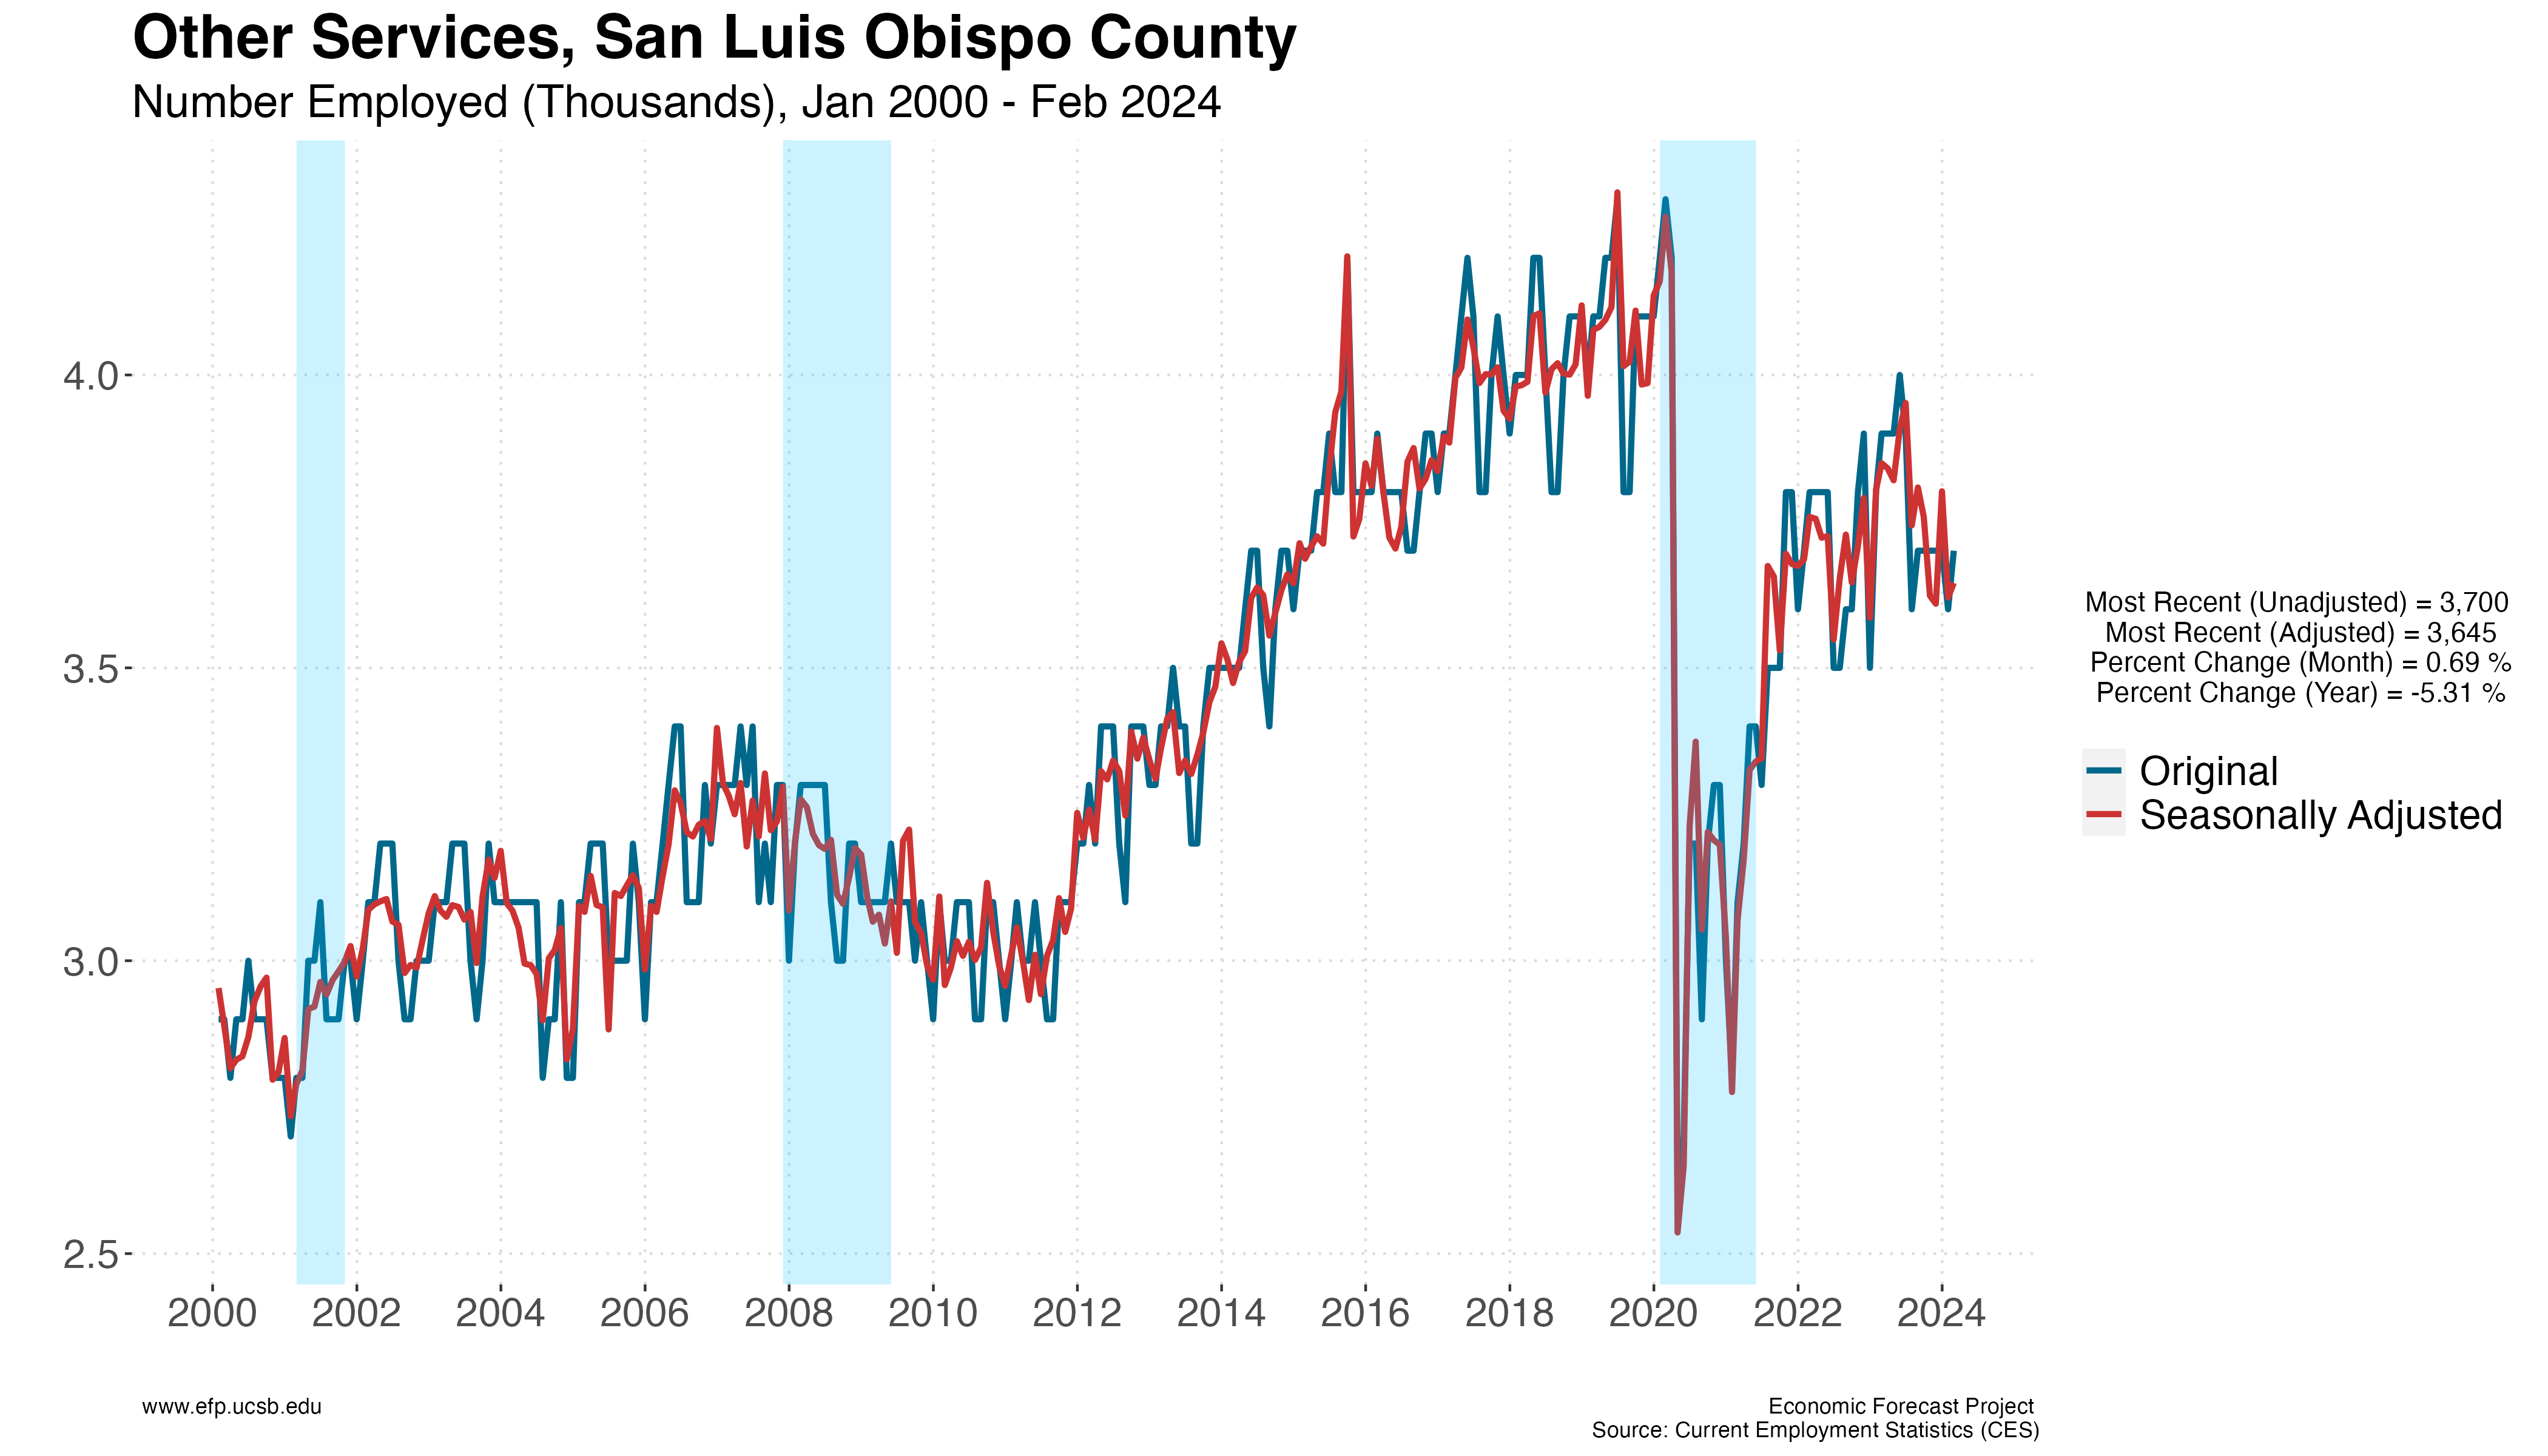 Other Services, San Luis Obispo County
Number Employed (Thousands), Jan 2000 - Feb 2024
4.0
3.5
3.0
2.5
2000 2002 2004 2006 2008 2010 2012 2014 2016 2018 2020 2022 2024
Most Recent (Unadjusted) = 3,700
Most Recent (Adjusted) = 3,645
Percent Change (Month) = 0.69 %
Percent Change (Year) = -5.31 %
Original
Seasonally Adjusted
www.efp.ucsb.edu
Economic Forecast Project
Source: Current Employment Statistics (CES)